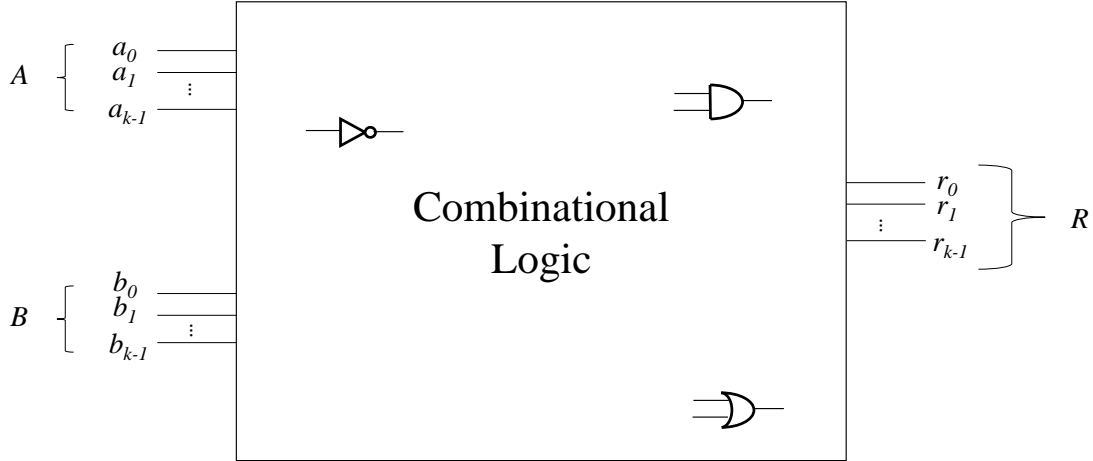 A
a0
a1
...
ak-1
B
b0
b1
...
bk-1
Combinational
Logic
r0
r1
...
rk-1
R